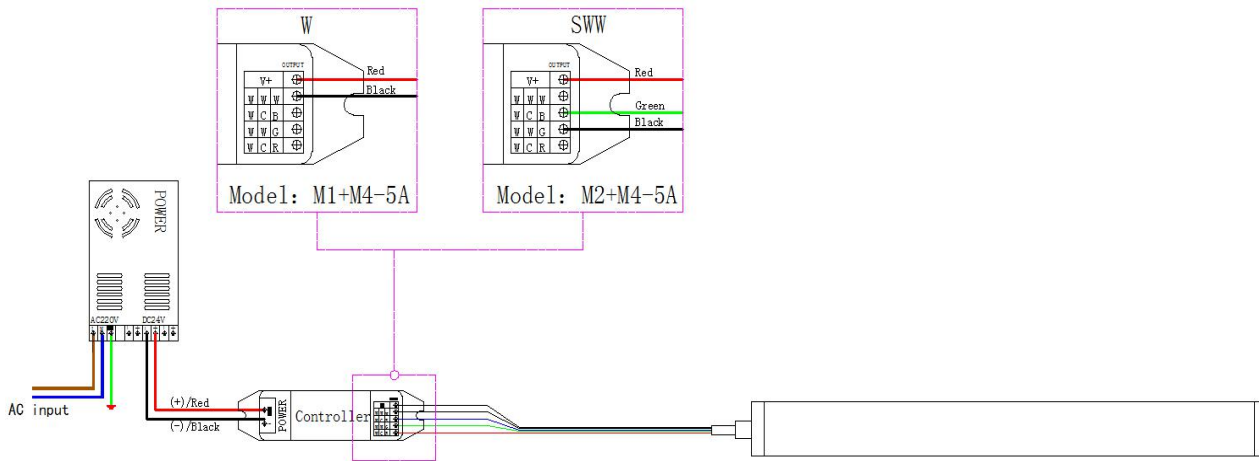 W
OUTPUT
V+
Red
W W W
Black
W C B
W W G
W C R
Model: M1+M4-5A
SWW
OUTPUT
V+
Red
W W W
W C B
Green
W W G
Black
W C R
Model: M2+M4-5A
POWER
AC220V
DC24V
AC input
(+)/Red
(-)/Black
POWER
Controller